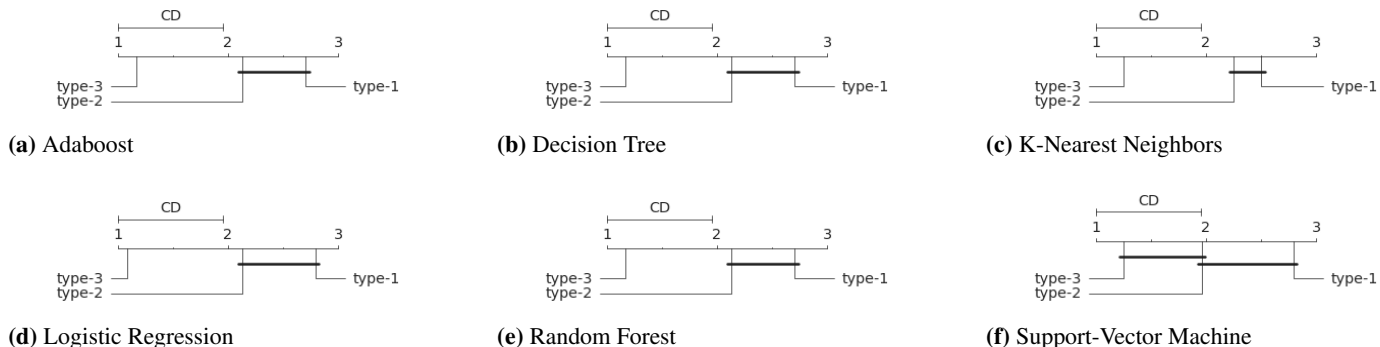 CD
1 2 3
type-3
type-2
type-1
(a) Adaboost
CD
1 2 3
type-3
type-2
type-1
(b) Decision Tree
CD
1 2 3
type-3
type-2
type-1
(c) K-Nearest Neighbors
CD
1 2 3
type-3
type-2
type-1
(d) Logistic Regression
CD
1 2 3
type-3
type-2
type-1
(e) Random Forest
CD
1 2 3
type-3
type-2
type-1
(f) Support-Vector Machine